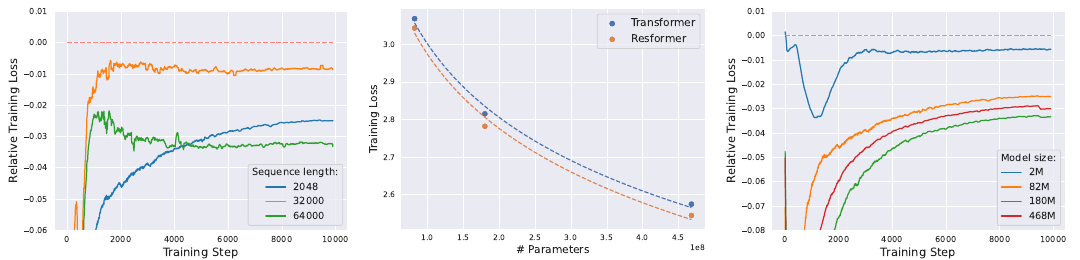 0.01
0.00
−0.01
−0.02
−0.03
−0.04
−0.05
−0.06
Relative Training Loss
0 2000 4000 6000 8000 10000
Training Step
Sequence length:
2048
32000
64000
3.0
2.9
2.8
2.7
2.6
Training Loss
1.0 1.5 2.0 2.5 3.0 3.5 4.0 4.5
1e8
# Parameters
Transformer
Resformer
0.01
0.00
−0.01
−0.02
−0.03
−0.04
−0.05
−0.06
−0.07
−0.08
Relative Training Loss
0 2000 4000 6000 8000 10000
Training Step
Model size:
2M
82M
180M
468M